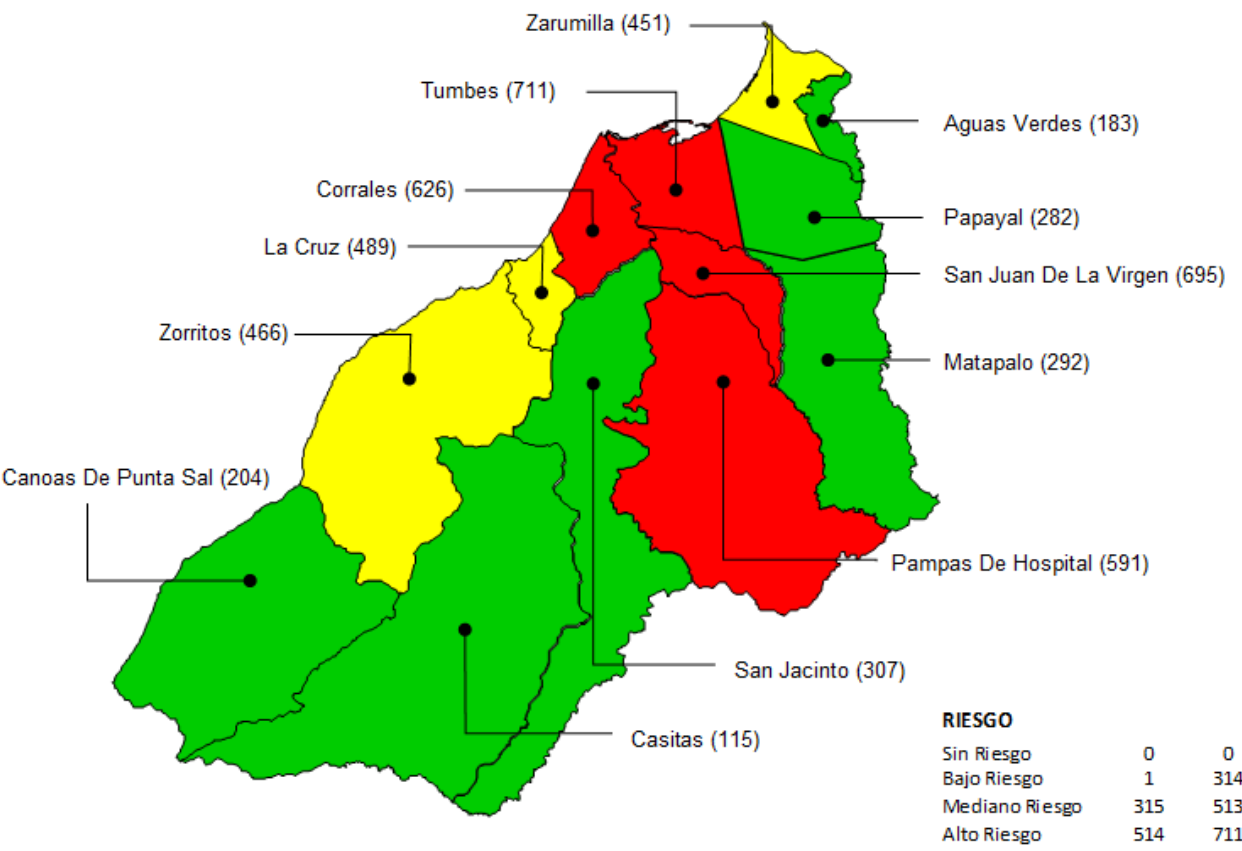 Zarumilla (451)
Tumbes (711)
Aguas Verdes (183)
Corrales (626)
Papayal (282)
La Cruz (489)
San Juan De La Virgen (695)
Zorritos (466)
Matapalo (292)
Canoas De Punta Sal (204)
Pampas De Hospital (591)
San Jacinto (307)
Casitas (115)
RIESGO
Sin Riesgo 0 0
Bajo Riesgo 1 314
Mediano Riesgo 315 513
Alto Riesgo 514 711